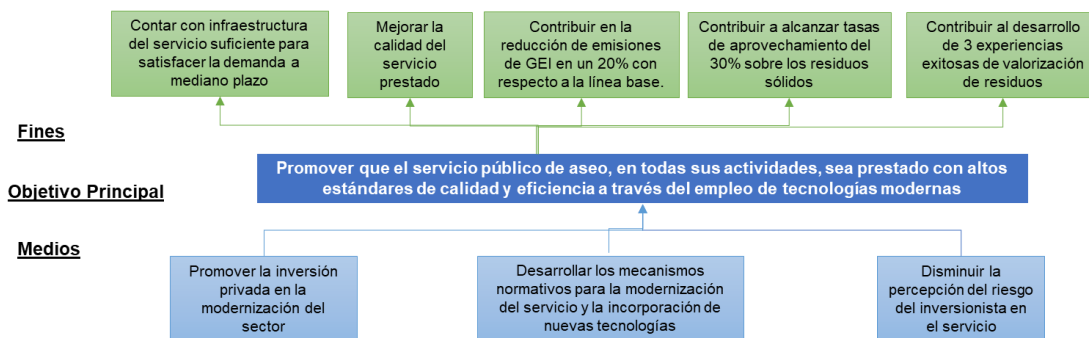 Contar con infraestructura
del servicio suficiente para
satisfacer la demanda a
mediano plazo
Mejorar la
calidad del
servicio
prestado
Contribuir en la
reducción de emisiones
de GEI en un 20% con
respecto a la línea base.
Contribuir a alcanzar tasas
de aprovechamiento del
30% sobre los residuos
sólidos
Contribuir al desarrollo
de 3 experiencias
exitosas de valorización
de residuos
Fines
Promover que el servicio público de aseo, en todas sus actividades, sea prestado con altos
estándares de calidad y eficiencia a través del empleo de tecnologías modernas
Objetivo Principal
Medios
Promover la inversión
privada en la
modernización del
sector
Desarrollar los mecanismos
normativos para la modernización
del servicio y la incorporación de
nuevas tecnologías
Disminuir la
percepción del riesgo
del inversionista en
el servicio